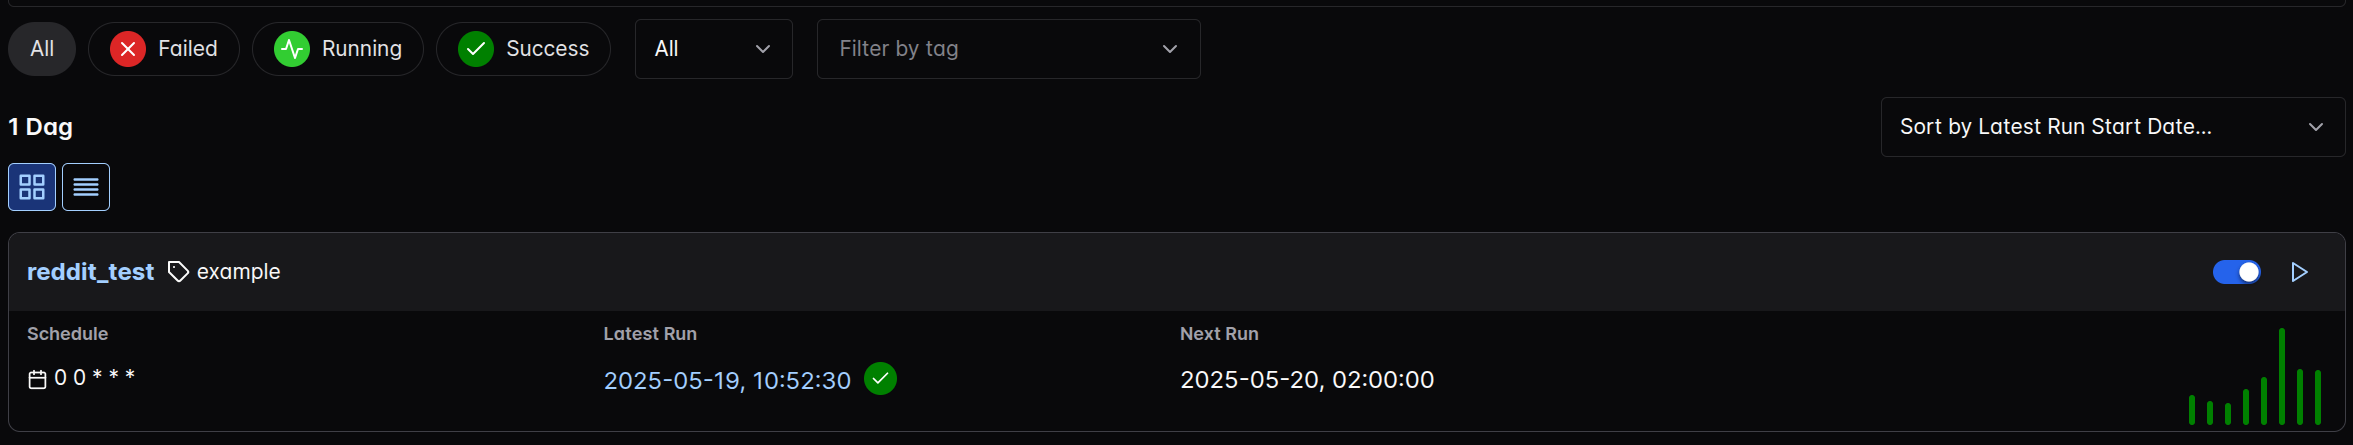 All Failed Running Success All Filter by tag
1 Dag Sort by Latest Run Start Date...
reddit_test example
Schedule Latest Run Next Run
0 0 * * * 2025-05-19, 10:52:30 2025-05-20, 02:00:00